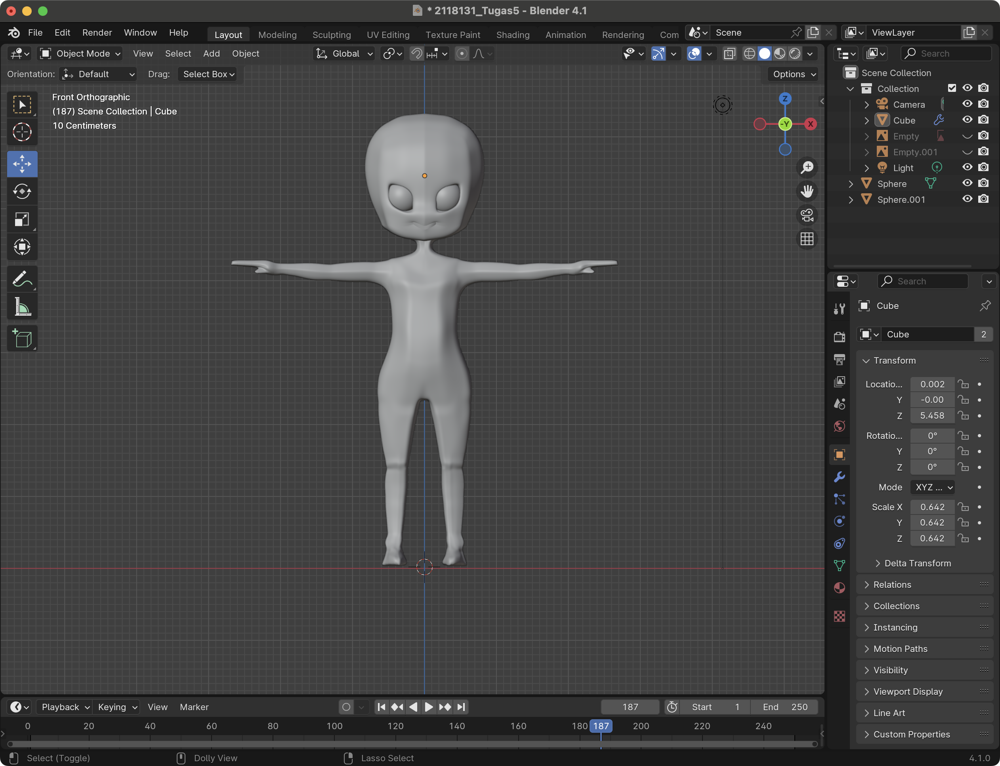 * 2118131_Tugas5 - Blender 4.1
File Edit Render Window Help
Layout Modeling Sculpting UV Editing Texture Paint Shading Animation Rendering Com
Scene
ViewLayer
Object Mode View Select Add Object
Global
Search
Orientation: Default Drag: Select Box
Options
Front Orthographic
(187) Scene Collection | Cube
10 Centimeters
Z
-Y
X
Scene Collection
Collection
Camera
Cube
Empty
Empty.001
Light
Sphere
Sphere.001
Search
Cube
Cube 2
Transform
Locatio... 0.002
Y -0.00
Z 5.458
Rotatio... 0°
Y 0°
Z 0°
Mode XYZ ...
Scale X 0.642
Y 0.642
Z 0.642
Delta Transform
Relations
Collections
Instancing
Motion Paths
Visibility
Viewport Display
Line Art
Custom Properties
Playback Keying View Marker
187
Start 1
End 250
0 20 40 60 80 100 120 140 160 180 187 200 220 240
Select (Toggle)
Dolly View
Lasso Select
4.1.0